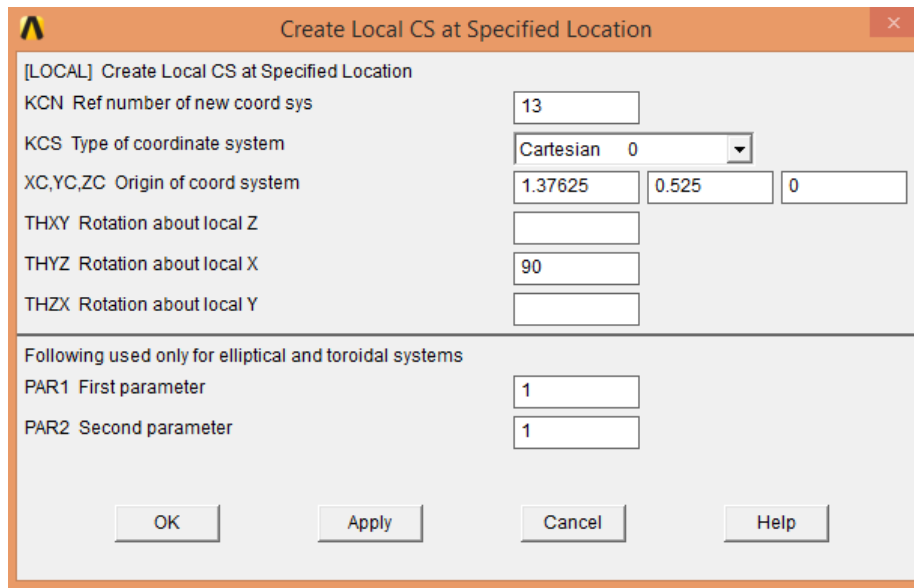 Create Local CS at Specified Location
[LOCAL] Create Local CS at Specified Location
KCN Ref number of new coord sys 13
KCS Type of coordinate system Cartesian 0
XC,YC,ZC Origin of coord system 1.37625 0.525 0
THXY Rotation about local Z
THYZ Rotation about local X 90
THZX Rotation about local Y
Following used only for elliptical and toroidal systems
PAR1 First parameter 1
PAR2 Second parameter 1
OK Apply Cancel Help